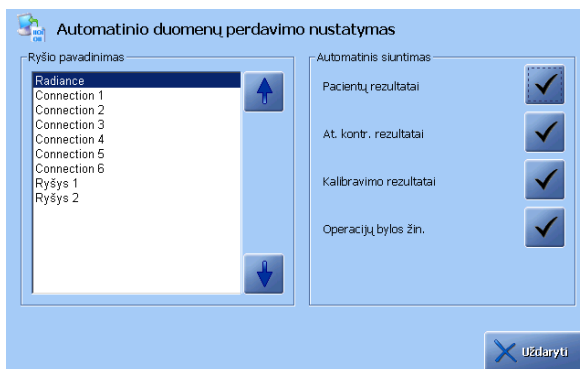 Automatinio duomenų perdavimo nustatymas
Ryšio pavadinimas
Radiance
Connection 1
Connection 2
Connection 3
Connection 4
Connection 5
Connection 6
Ryšys 1
Ryšys 2
Automatinis siuntimas
Pacientų rezultatai
At. kontr. rezultatai
Kalibravimo rezultatai
Operacijų bylos žin.
Uždaryti